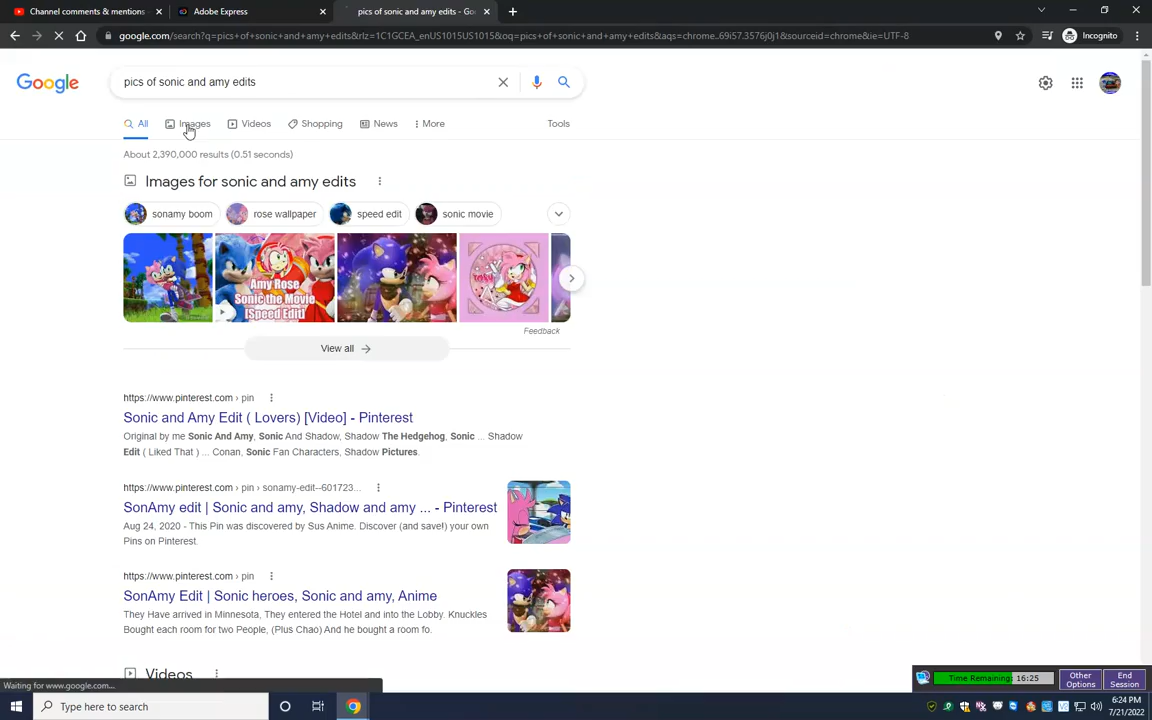 Channel comments & mentions -
Adobe Express
pics of sonic and amy edits - Go
google.com/search?q=pics+of+sonic+and+amy+edits&rlz=1C1GCEA_enUS1015US1015&oq=pics+of+sonic+and+amy+edits&aqs=chrome..69i57.3576j0j1&sourceid=chrome&ie=UTF-8
Incognito
Google
pics of sonic and amy edits
All
Images
Videos
Shopping
News
More
Tools
About 2,390,000 results (0.51 seconds)
Images for sonic and amy edits
sonamy boom
rose wallpaper
speed edit
sonic movie
Amy Rose
Sonic the Movie
[Speed Edit]
Feedback
View all
https://www.pinterest.com › pin
Sonic and Amy Edit ( Lovers) [Video] - Pinterest
Original by me Sonic And Amy, Sonic And Shadow, Shadow The Hedgehog, Sonic ... Shadow
Edit ( Liked That ) ... Conan, Sonic Fan Characters, Shadow Pictures.
https://www.pinterest.com › pin › sonamy-edit--601723...
SonAmy edit | Sonic and amy, Shadow and amy ... - Pinterest
Aug 24, 2020 - This Pin was discovered by Sus Anime. Discover (and save!) your own
Pins on Pinterest.
https://www.pinterest.com › pin
SonAmy Edit | Sonic heroes, Sonic and amy, Anime
They Have arrived in Minnesota, They entered the Hotel and into the Lobby. Knuckles
Bought each room for two People, (Plus Chao) And he bought a room fo.
Videos
Waiting for www.google.com...
Time Remaining: 16:25
Other Options
End Session
Type here to search
6:24 PM
7/21/2022